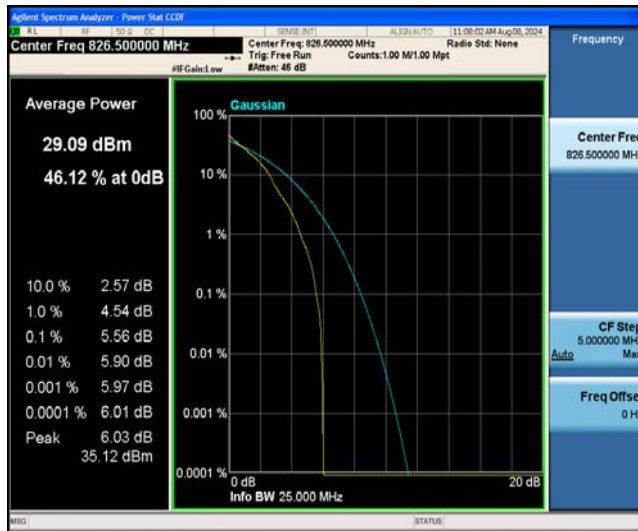 Agilent Spectrum Analyzer - Power Stat CCDF
RL RF 50 Ω DC SENSE:INT ALIGN AUTO 11:08:02 AM Aug 08, 2024
Center Freq 826.500000 MHz
Center Freq: 826.500000 MHz Radio Std: None
Trig: Free Run Counts:1.00 M/1.00 Mpt
#IFGain:Low #Atten: 46 dB
Frequency
Average Power
29.09 dBm
46.12 % at 0dB
10.0 % 2.57 dB
1.0 % 4.54 dB
0.1 % 5.56 dB
0.01 % 5.90 dB
0.001 % 5.97 dB
0.0001 % 6.01 dB
Peak 6.03 dB
35.12 dBm
Gaussian
100 %
10 %
1 %
0.1 %
0.01 %
0.001 %
0.0001 %
0 dB 20 dB
Info BW 25.000 MHz
Center Fre
826.500000 MH
CF Step
5.000000 MH
Auto Ma
Freq Offse
0 H
MSG STATUS